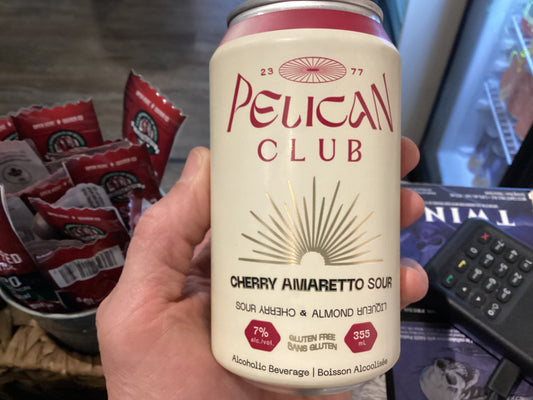 23 77
PELICAN
CLUB
CHERRY AMARETTO SOUR
SOUR CHERRY & ALMOND LIQUEUR
7%
alc./vol.
GLUTEN FREE
SANS GLUTEN
355
mL
Alcoholic Beverage | Boisson Alcoolisée
TWIN